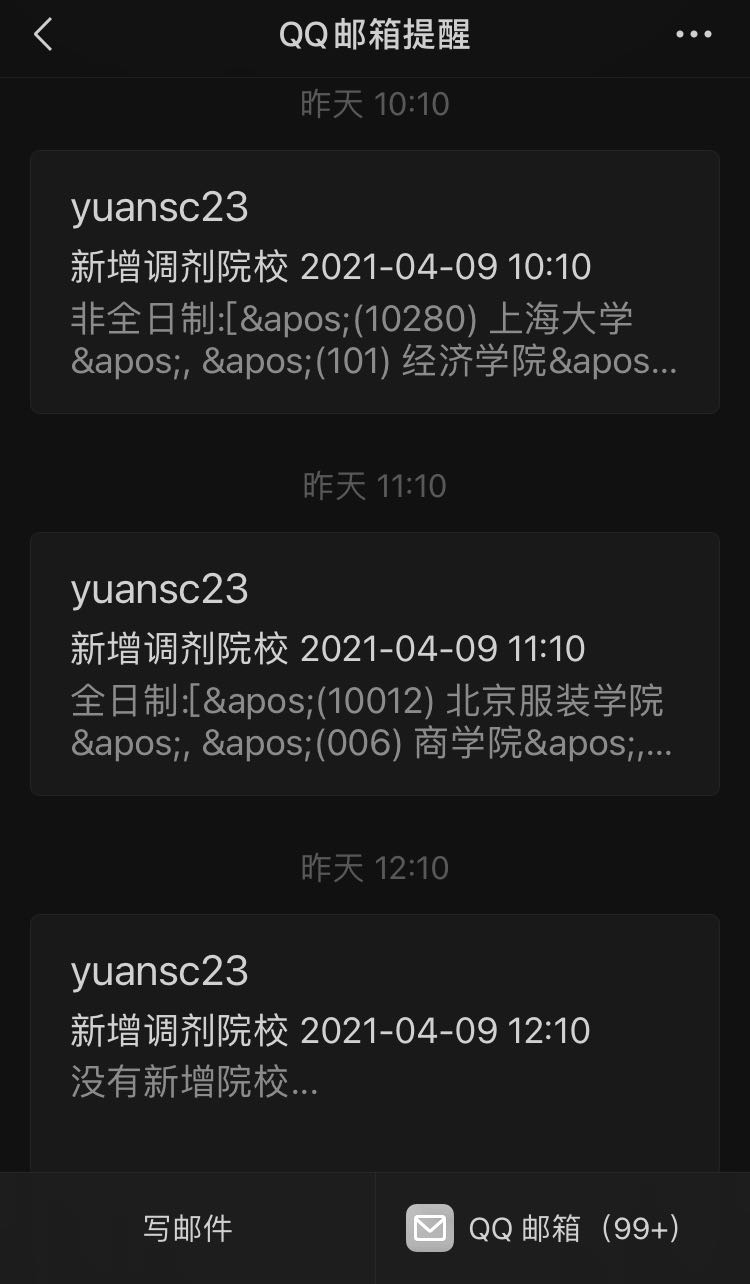 QQ邮箱提醒
昨天 10:10
yuansc23
新增调剂院校 2021-04-09 10:10
非全日制:[&apos;(10280) 上海大学
&apos;, &apos;(101) 经济学院&apos...
昨天 11:10
yuansc23
新增调剂院校 2021-04-09 11:10
全日制:[&apos;(10012) 北京服装学院
&apos;, &apos;(006) 商学院&apos;,...
昨天 12:10
yuansc23
新增调剂院校 2021-04-09 12:10
没有新增院校...
写邮件
QQ 邮箱（99+）